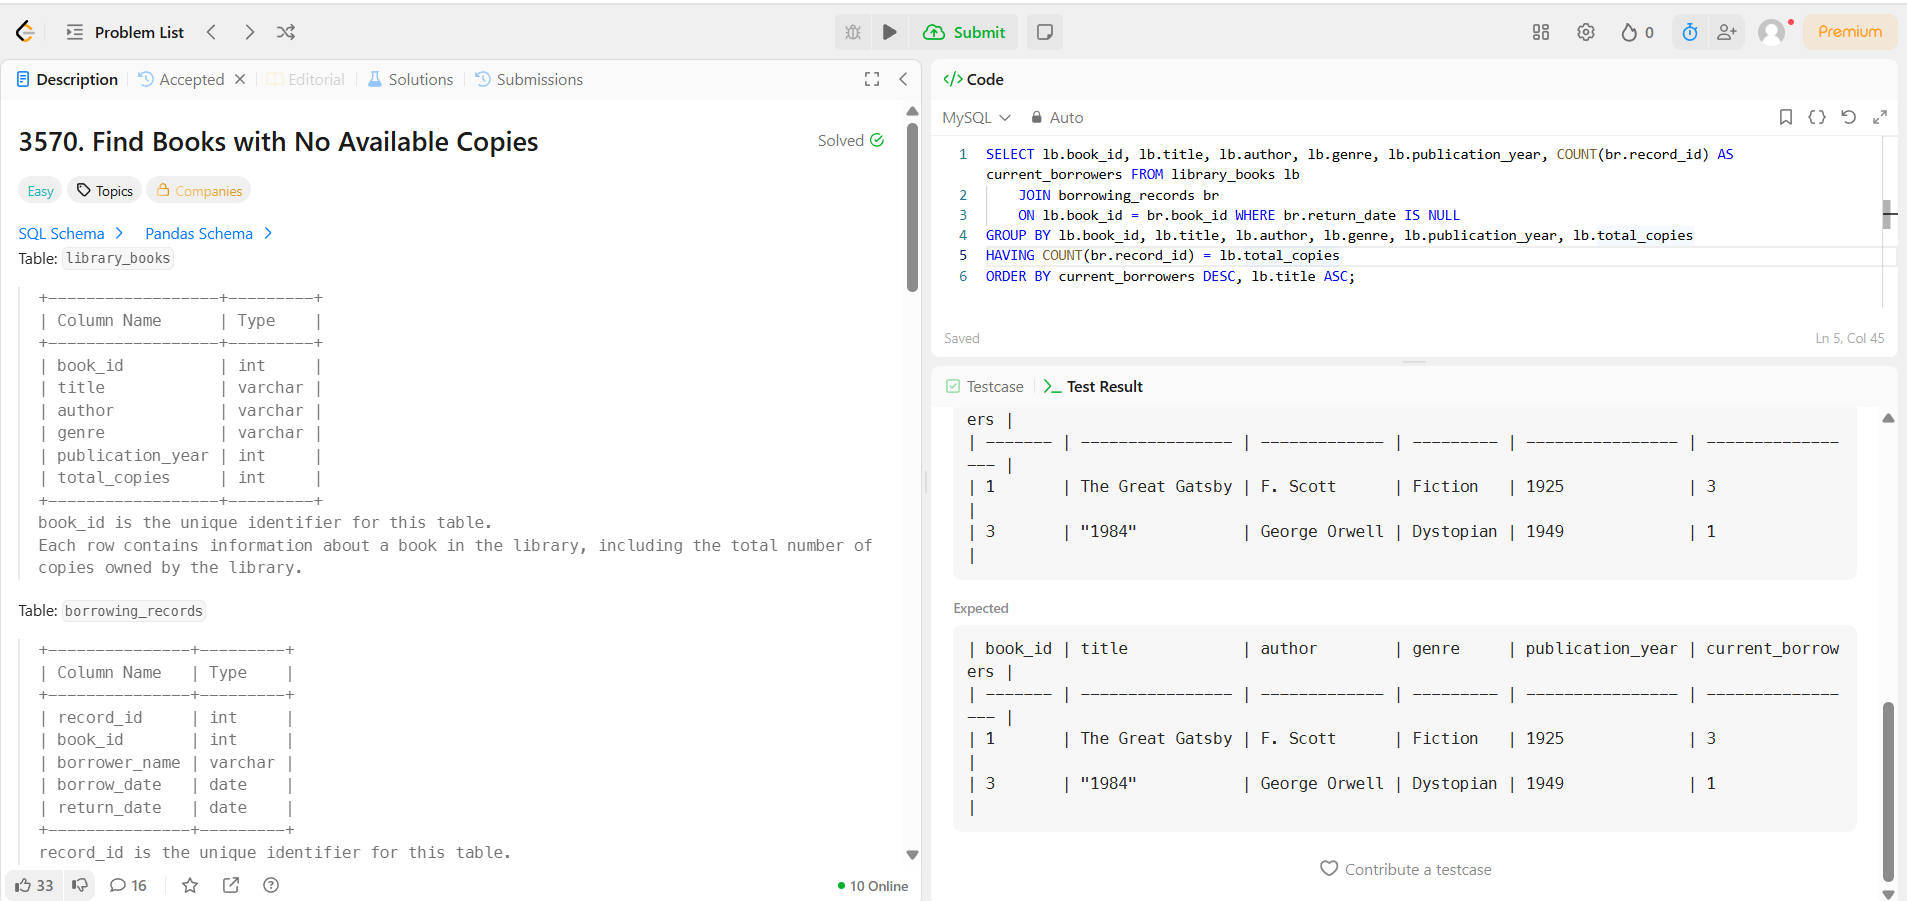 Problem List
Submit
0
Premium
Description
Accepted
Editorial
Solutions
Submissions
3570. Find Books with No Available Copies
Solved
Easy
Topics
Companies
SQL Schema
Pandas Schema
Table: library_books
+------------------+---------+
| Column Name      | Type    |
+------------------+---------+
| book_id          | int     |
| title            | varchar |
| author           | varchar |
| genre            | varchar |
| publication_year | int     |
| total_copies     | int     |
+------------------+---------+
book_id is the unique identifier for this table.
Each row contains information about a book in the library, including the total number of
copies owned by the library.
Table: borrowing_records
+---------------+---------+
| Column Name   | Type    |
+---------------+---------+
| record_id     | int     |
| book_id       | int     |
| borrower_name | varchar |
| borrow_date   | date    |
| return_date   | date    |
+---------------+---------+
record_id is the unique identifier for this table.
33
16
10 Online
</> Code
MySQL
Auto
1 SELECT lb.book_id, lb.title, lb.author, lb.genre, lb.publication_year, COUNT(br.record_id) AS
current_borrowers FROM library_books lb
2     JOIN borrowing_records br
3     ON lb.book_id = br.book_id WHERE br.return_date IS NULL
4 GROUP BY lb.book_id, lb.title, lb.author, lb.genre, lb.publication_year, lb.total_copies
5 HAVING COUNT(br.record_id) = lb.total_copies
6 ORDER BY current_borrowers DESC, lb.title ASC;
Saved
Ln 5, Col 45
Testcase
>_ Test Result
ers |
| ------- | ---------------- | ------------- | --------- | ---------------- | --------------
--- |
| 1       | The Great Gatsby | F. Scott      | Fiction   | 1925             | 3
|
| 3       | "1984"           | George Orwell | Dystopian | 1949             | 1
|
Expected
| book_id | title            | author        | genre     | publication_year | current_borrow
ers |
| ------- | ---------------- | ------------- | --------- | ---------------- | --------------
--- |
| 1       | The Great Gatsby | F. Scott      | Fiction   | 1925             | 3
|
| 3       | "1984"           | George Orwell | Dystopian | 1949             | 1
|
Contribute a testcase